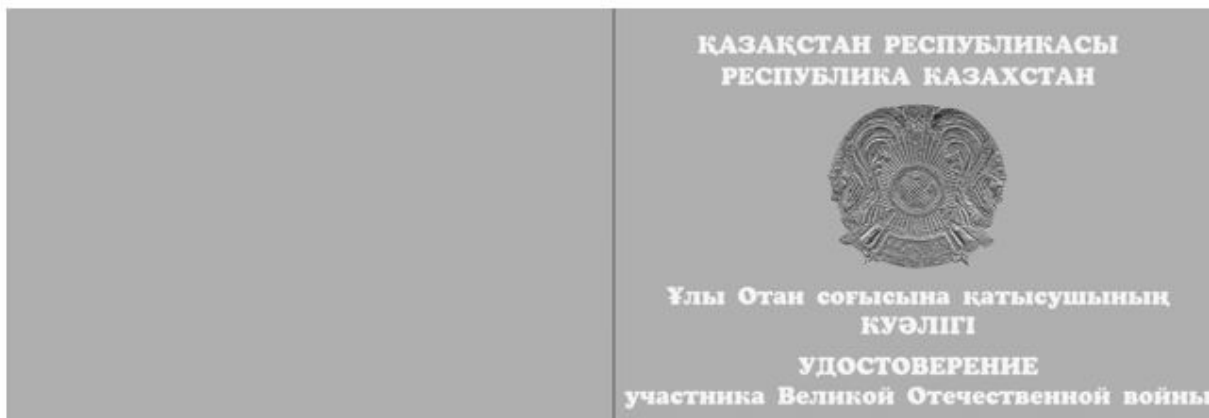 ҚАЗАҚСТАН РЕСПУБЛИКАСЫ
РЕСПУБЛИКА КАЗАХСТАН
Ұлы Отан соғысына қатысушының
КУӘЛІГІ
УДОСТОВЕРЕНИЕ
участника Великой Отечественной войны